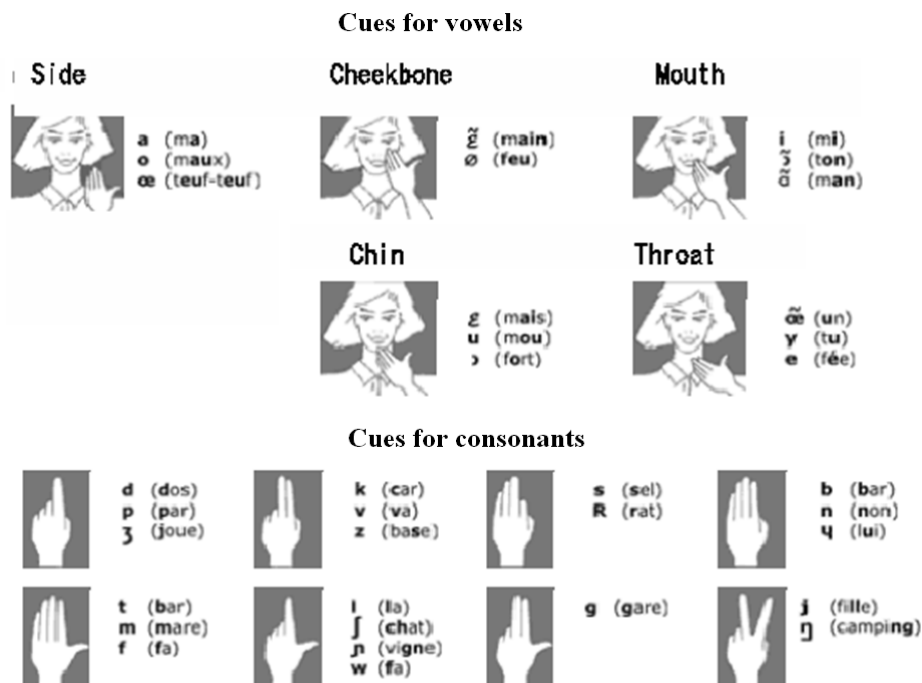 Cues for vowels
Side
Cheekbone
Mouth
a (ma)
o (maux)
œ (teuf-teuf)
ɛ̃ (main)
ø (feu)
i (mi)
ɔ̃ (ton)
ɑ̃ (man)
Chin
Throat
ɛ (mais)
u (mou)
ɔ (fort)
œ̃ (un)
y (tu)
e (fée)
Cues for consonants
d (dos)
p (par)
ʒ (joue)
k (car)
v (va)
z (base)
s (sel)
R (rat)
b (bar)
n (non)
ɥ (lui)
t (bar)
m (mare)
f (fa)
l (la)
ʃ (chat)
ɲ (vigne)
w (fa)
g (gare)
j (fille)
ŋ (camping)